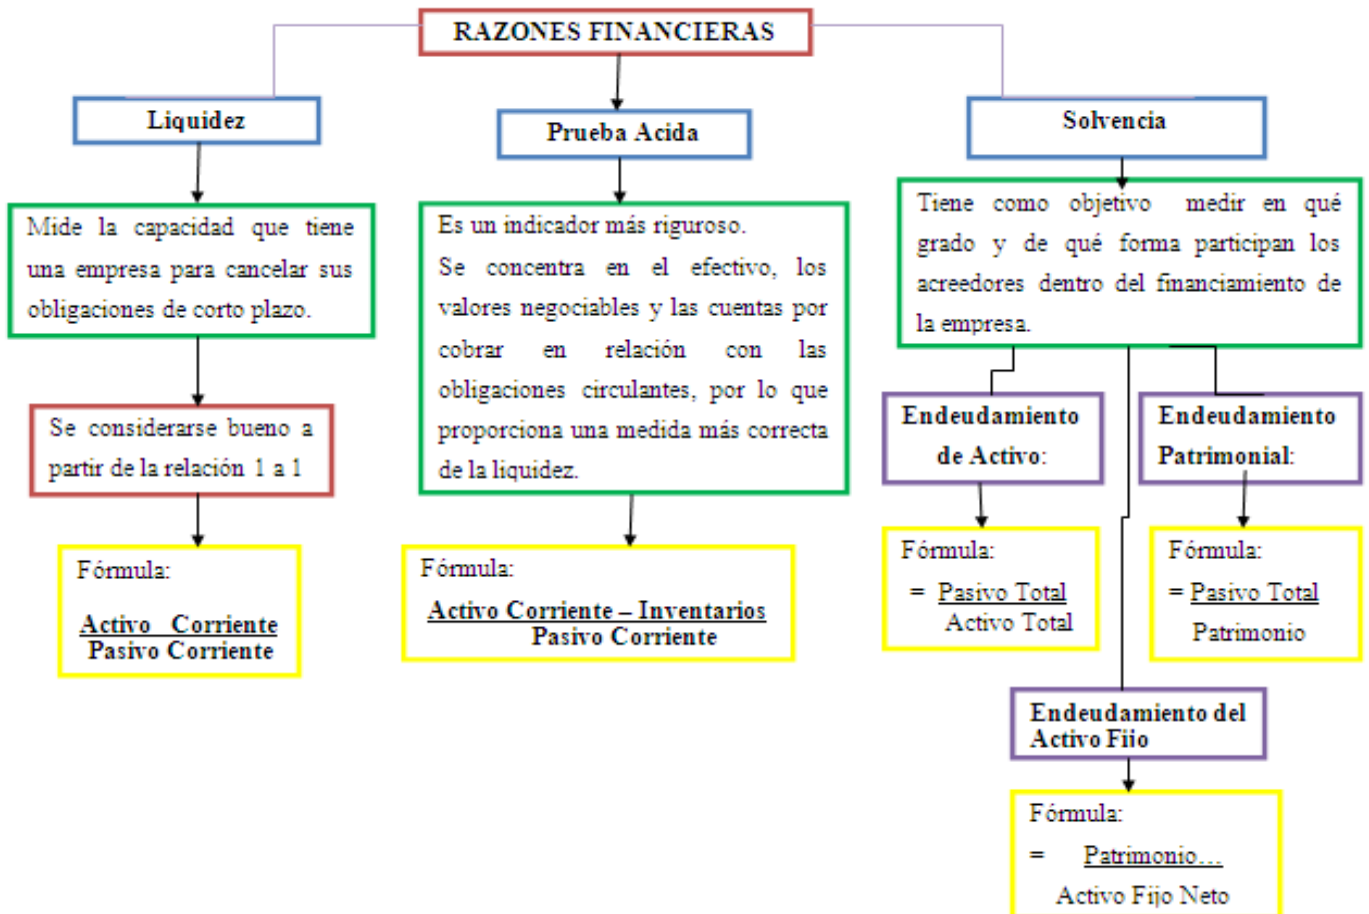 RAZONES FINANCIERAS
Liquidez
Mide la capacidad que tiene
una empresa para cancelar sus
obligaciones de corto plazo.
Se considerarse bueno a
partir de la relación 1 a 1
Fórmula:
Activo Corriente
Pasivo Corriente
Prueba Acida
Es un indicador más riguroso.
Se concentra en el efectivo, los
valores negociables y las cuentas por
cobrar en relación con las
obligaciones circulantes, por lo que
proporciona una medida más correcta
de la liquidez.
Fórmula:
Activo Corriente – Inventarios
Pasivo Corriente
Solvencia
Tiene como objetivo medir en qué
grado y de qué forma participan los
acreedores dentro del financiamiento de
la empresa.
Endeudamiento
de Activo:
Fórmula:
= Pasivo Total
Activo Total
Endeudamiento
Patrimonial:
Fórmula:
= Pasivo Total
Patrimonio
Endeudamiento del
Activo Fijo
Fórmula:
= Patrimonio...
Activo Fijo Neto